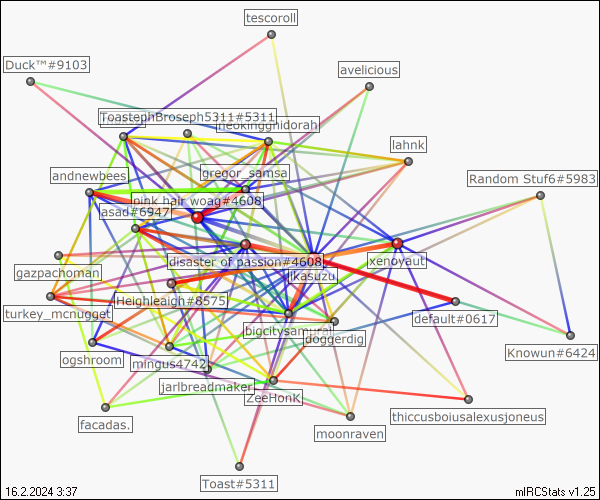 tescoroll
Duck™#9103
avelicious
ToastephBroseph5311#5311
neokingghidorah
lahnk
andnewbees
gregor_samsa
Random Stuf6#5983
pink hair woag#4608
asad#6947
disaster of passion#4608
xenoyaut
gazpachoman
ikasuzu
Heighleaigh#8575
turkey_mcnugget
default#0617
bigcitysamurai
doggerdig
Knowun#6424
ogshroom
mingus4742
jarlbreadmaker
ZeeHonK
thiccusboiusalexusjoneus
facadas.
moonraven
Toast#5311
16.2.2024 3:37
mIRCStats v1.25